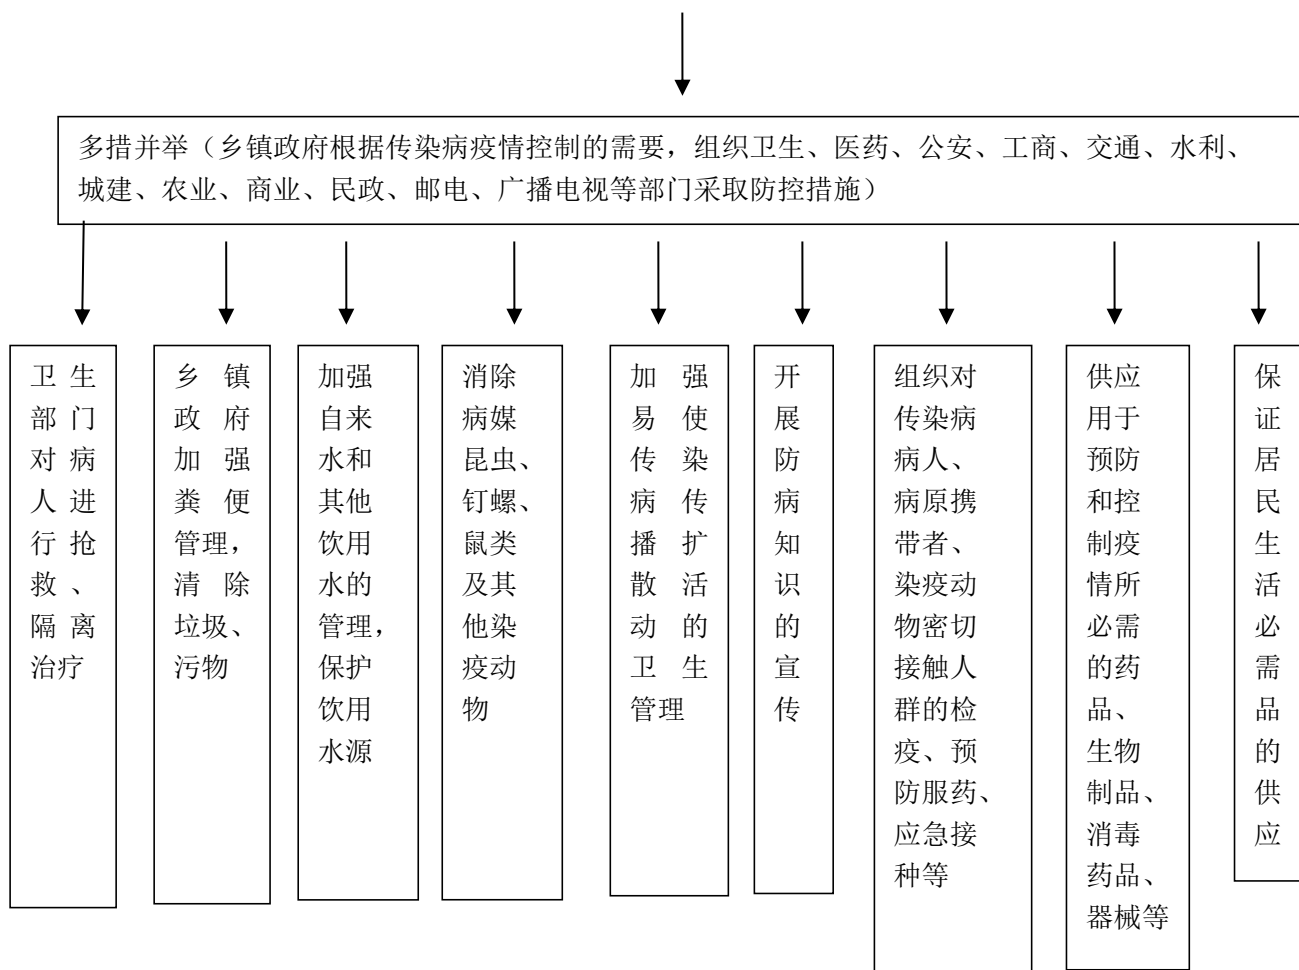 多措并举（乡镇政府根据传染病疫情控制的需要，组织卫生、医药、公安、工商、交通、水利、
城建、农业、商业、民政、邮电、广播电视等部门采取防控措施）
卫生
部门
对病
人进
行抢
救、
隔离
治疗
乡镇
政府
加强
粪便
管理，
清除
垃圾、
污物
加强
自来
水和
其他
饮用
水的
管理，
保护
饮用
水源
消除
病媒
昆虫、
钉螺、
鼠类
及其
他染
疫动
物
加强
易使
传染
病传
播扩
散活
动的
卫生
管理
开
展
防
病
知
识
的
宣
传
组织对
传染病
病人、
病原携
带者、
染疫动
物密切
接触人
群的检
疫、预
防服药、
应急接
种等
供应
用于
预防
和控
制疫
情所
必需
的药
品、
生物
制品、
消毒
药品、
器械等
保
证
居
民
生
活
必
需
品
的
供
应